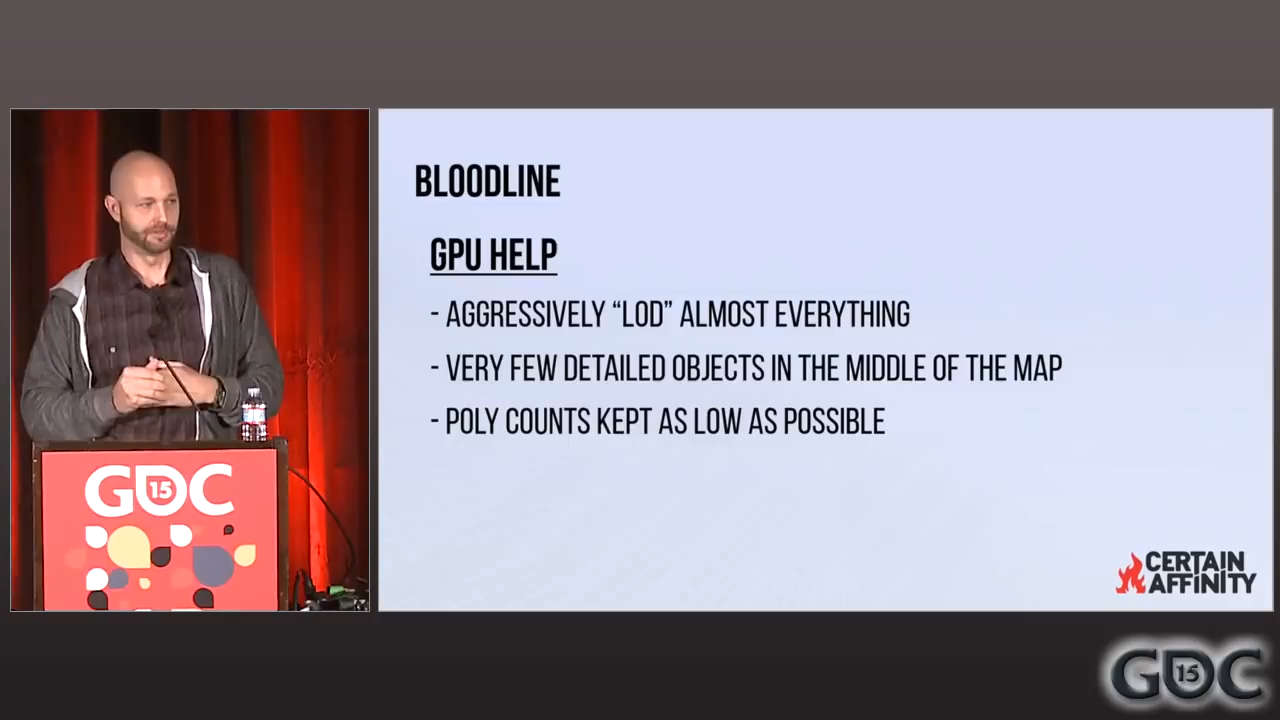 BLOODLINE
GPU HELP
- AGGRESSIVELY “LOD” ALMOST EVERYTHING
- VERY FEW DETAILED OBJECTS IN THE MIDDLE OF THE MAP
- POLY COUNTS KEPT AS LOW AS POSSIBLE
CERTAIN
AFFINITY
GDC
15
GDC
15